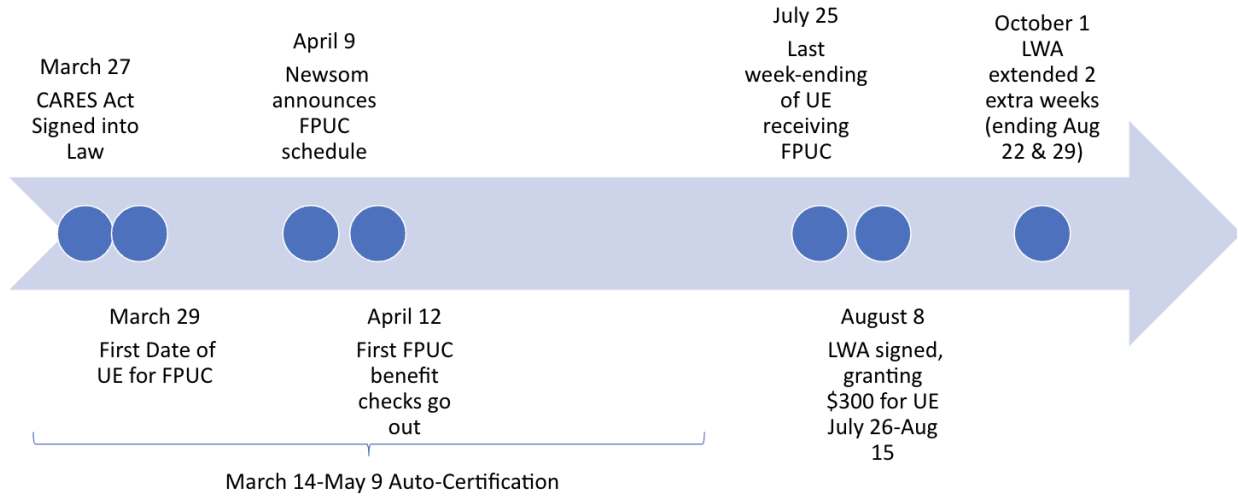 March 27
CARES Act
Signed into
Law
April 9
Newsom
announces
FPUC
schedule
July 25
Last
week-ending
of UE
receiving
FPUC
October 1
LWA
extended 2
extra weeks
(ending Aug
22 & 29)
March 29
First Date of
UE for FPUC
April 12
First FPUC
benefit
checks go
out
August 8
LWA signed,
granting
$300 for UE
July 26-Aug
15
March 14-May 9 Auto-Certification